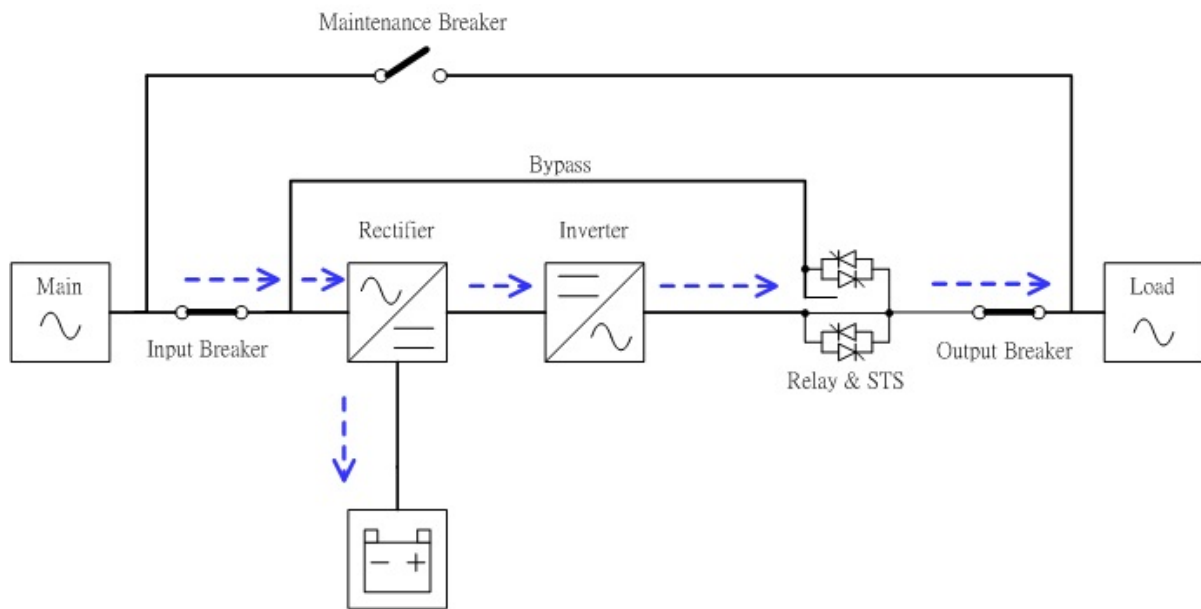 Maintenance Breaker
Bypass
Rectifier
Inverter
Main
Load
Input Breaker
Output Breaker
Relay & STS
- +